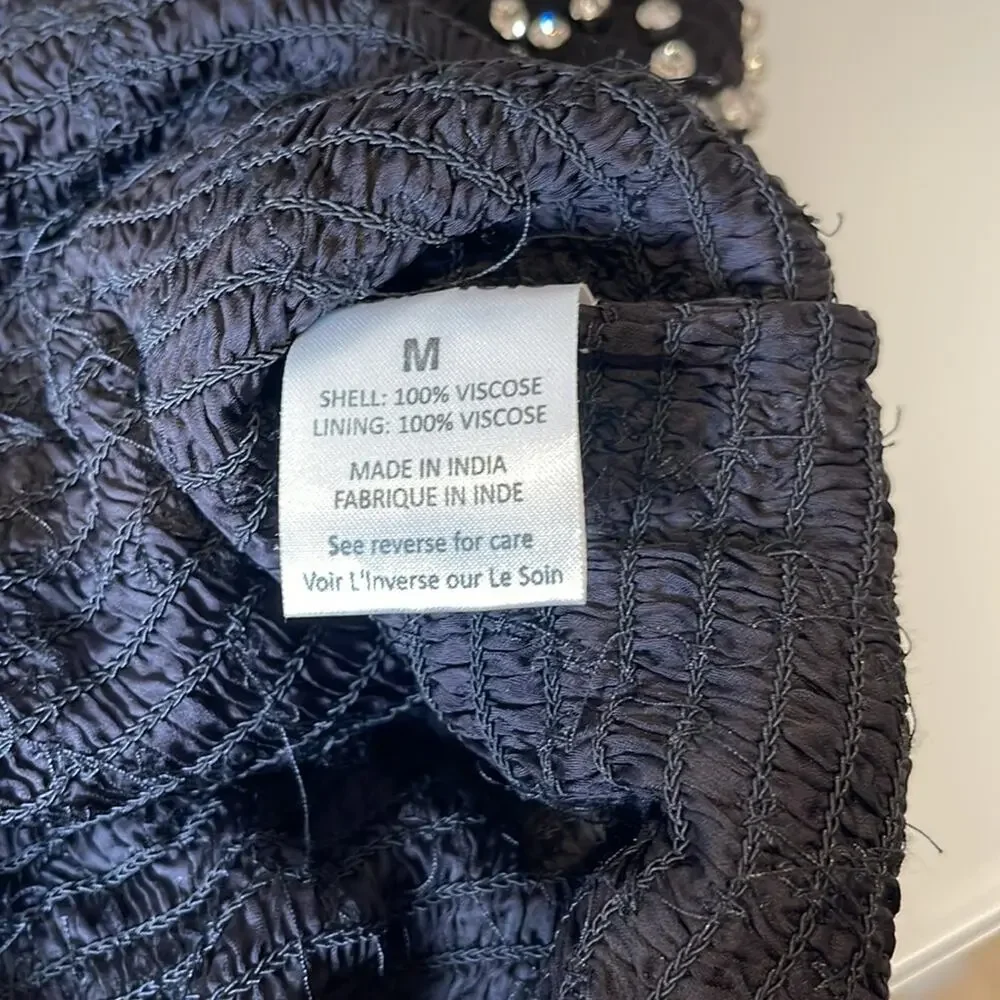 M
SHELL: 100% VISCOSE
LINING: 100% VISCOSE
MADE IN INDIA
FABRIQUE IN INDE
See reverse for care
Voir L'Inverse our Le Soin